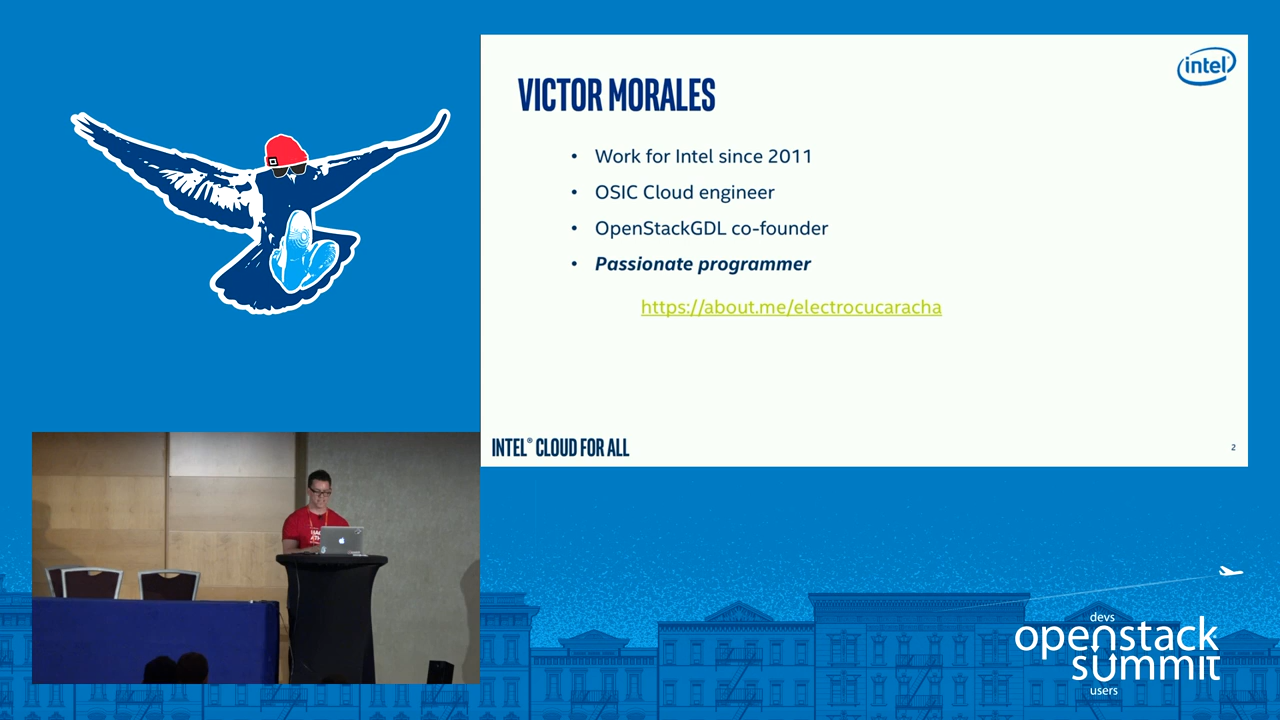 VICTOR MORALES
intel
• Work for Intel since 2011
• OSIC Cloud engineer
• OpenStackGDL co-founder
• Passionate programmer
https://about.me/electrocucaracha
INTEL® CLOUD FOR ALL
2
devs
openstack
summit
users